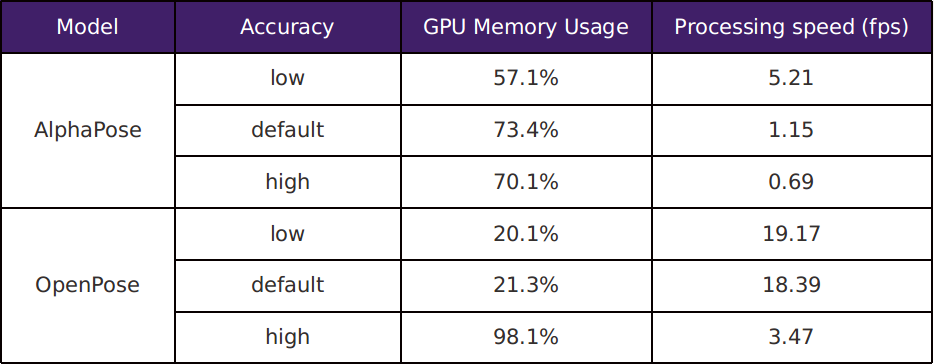 Model Accuracy GPU Memory Usage Processing speed (fps)
AlphaPose
low 57.1% 5.21
default 73.4% 1.15
high 70.1% 0.69
OpenPose
low 20.1% 19.17
default 21.3% 18.39
high 98.1% 3.47